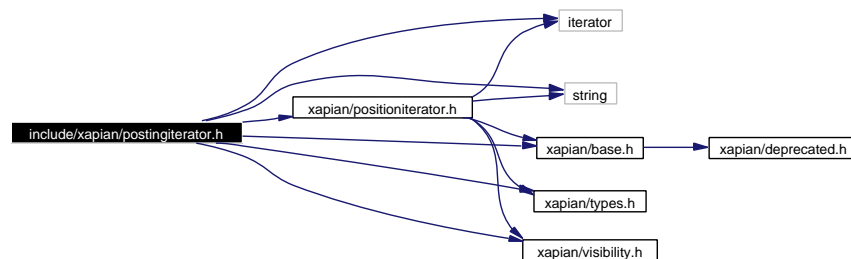 iterator
string
xapian/positioniterator.h
include/xapian/postingiterator.h
xapian/base.h
xapian/deprecated.h
xapian/types.h
xapian/visibility.h